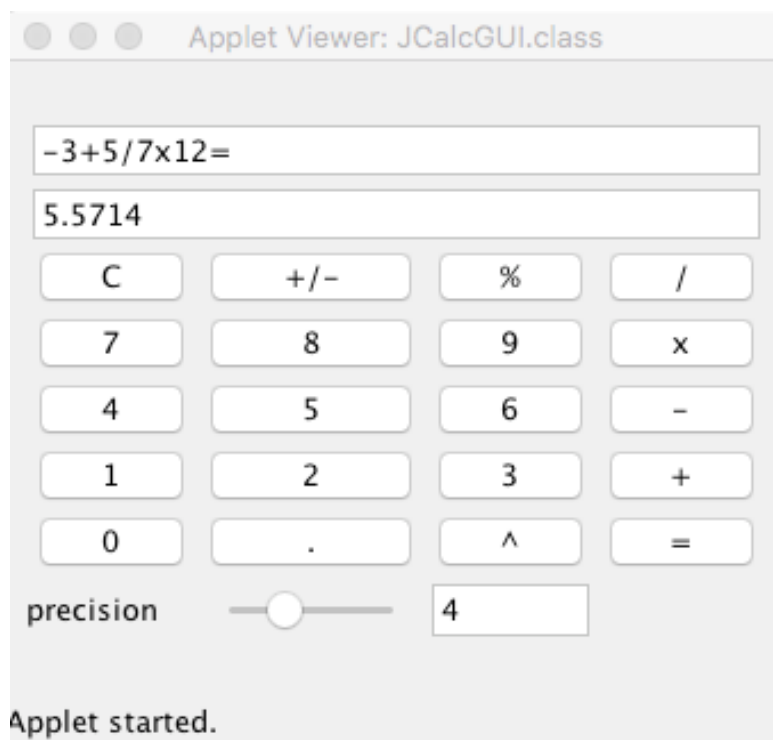 Applet Viewer: JCalcGUI.class
-3+5/7x12=
5.5714
C +/- % /
7 8 9 x
4 5 6 -
1 2 3 +
0 . ^ =
precision 4
Applet started.